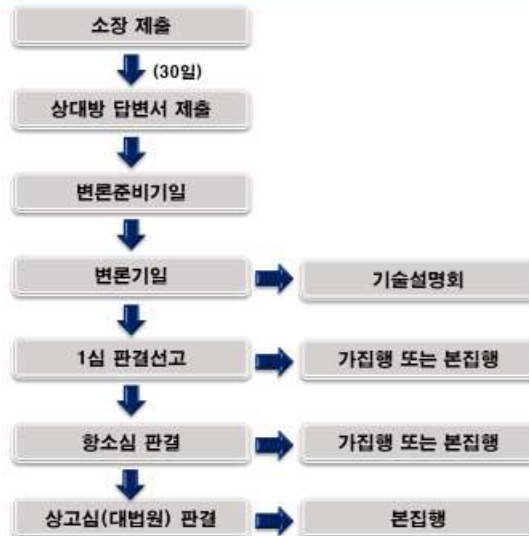 소장 제출
(30일)
상대방 답변서 제출
변론준비기일
변론기일
기술설명회
1심 판결선고
가집행 또는 본집행
항소심 판결
가집행 또는 본집행
상고심(대법원) 판결
본집행